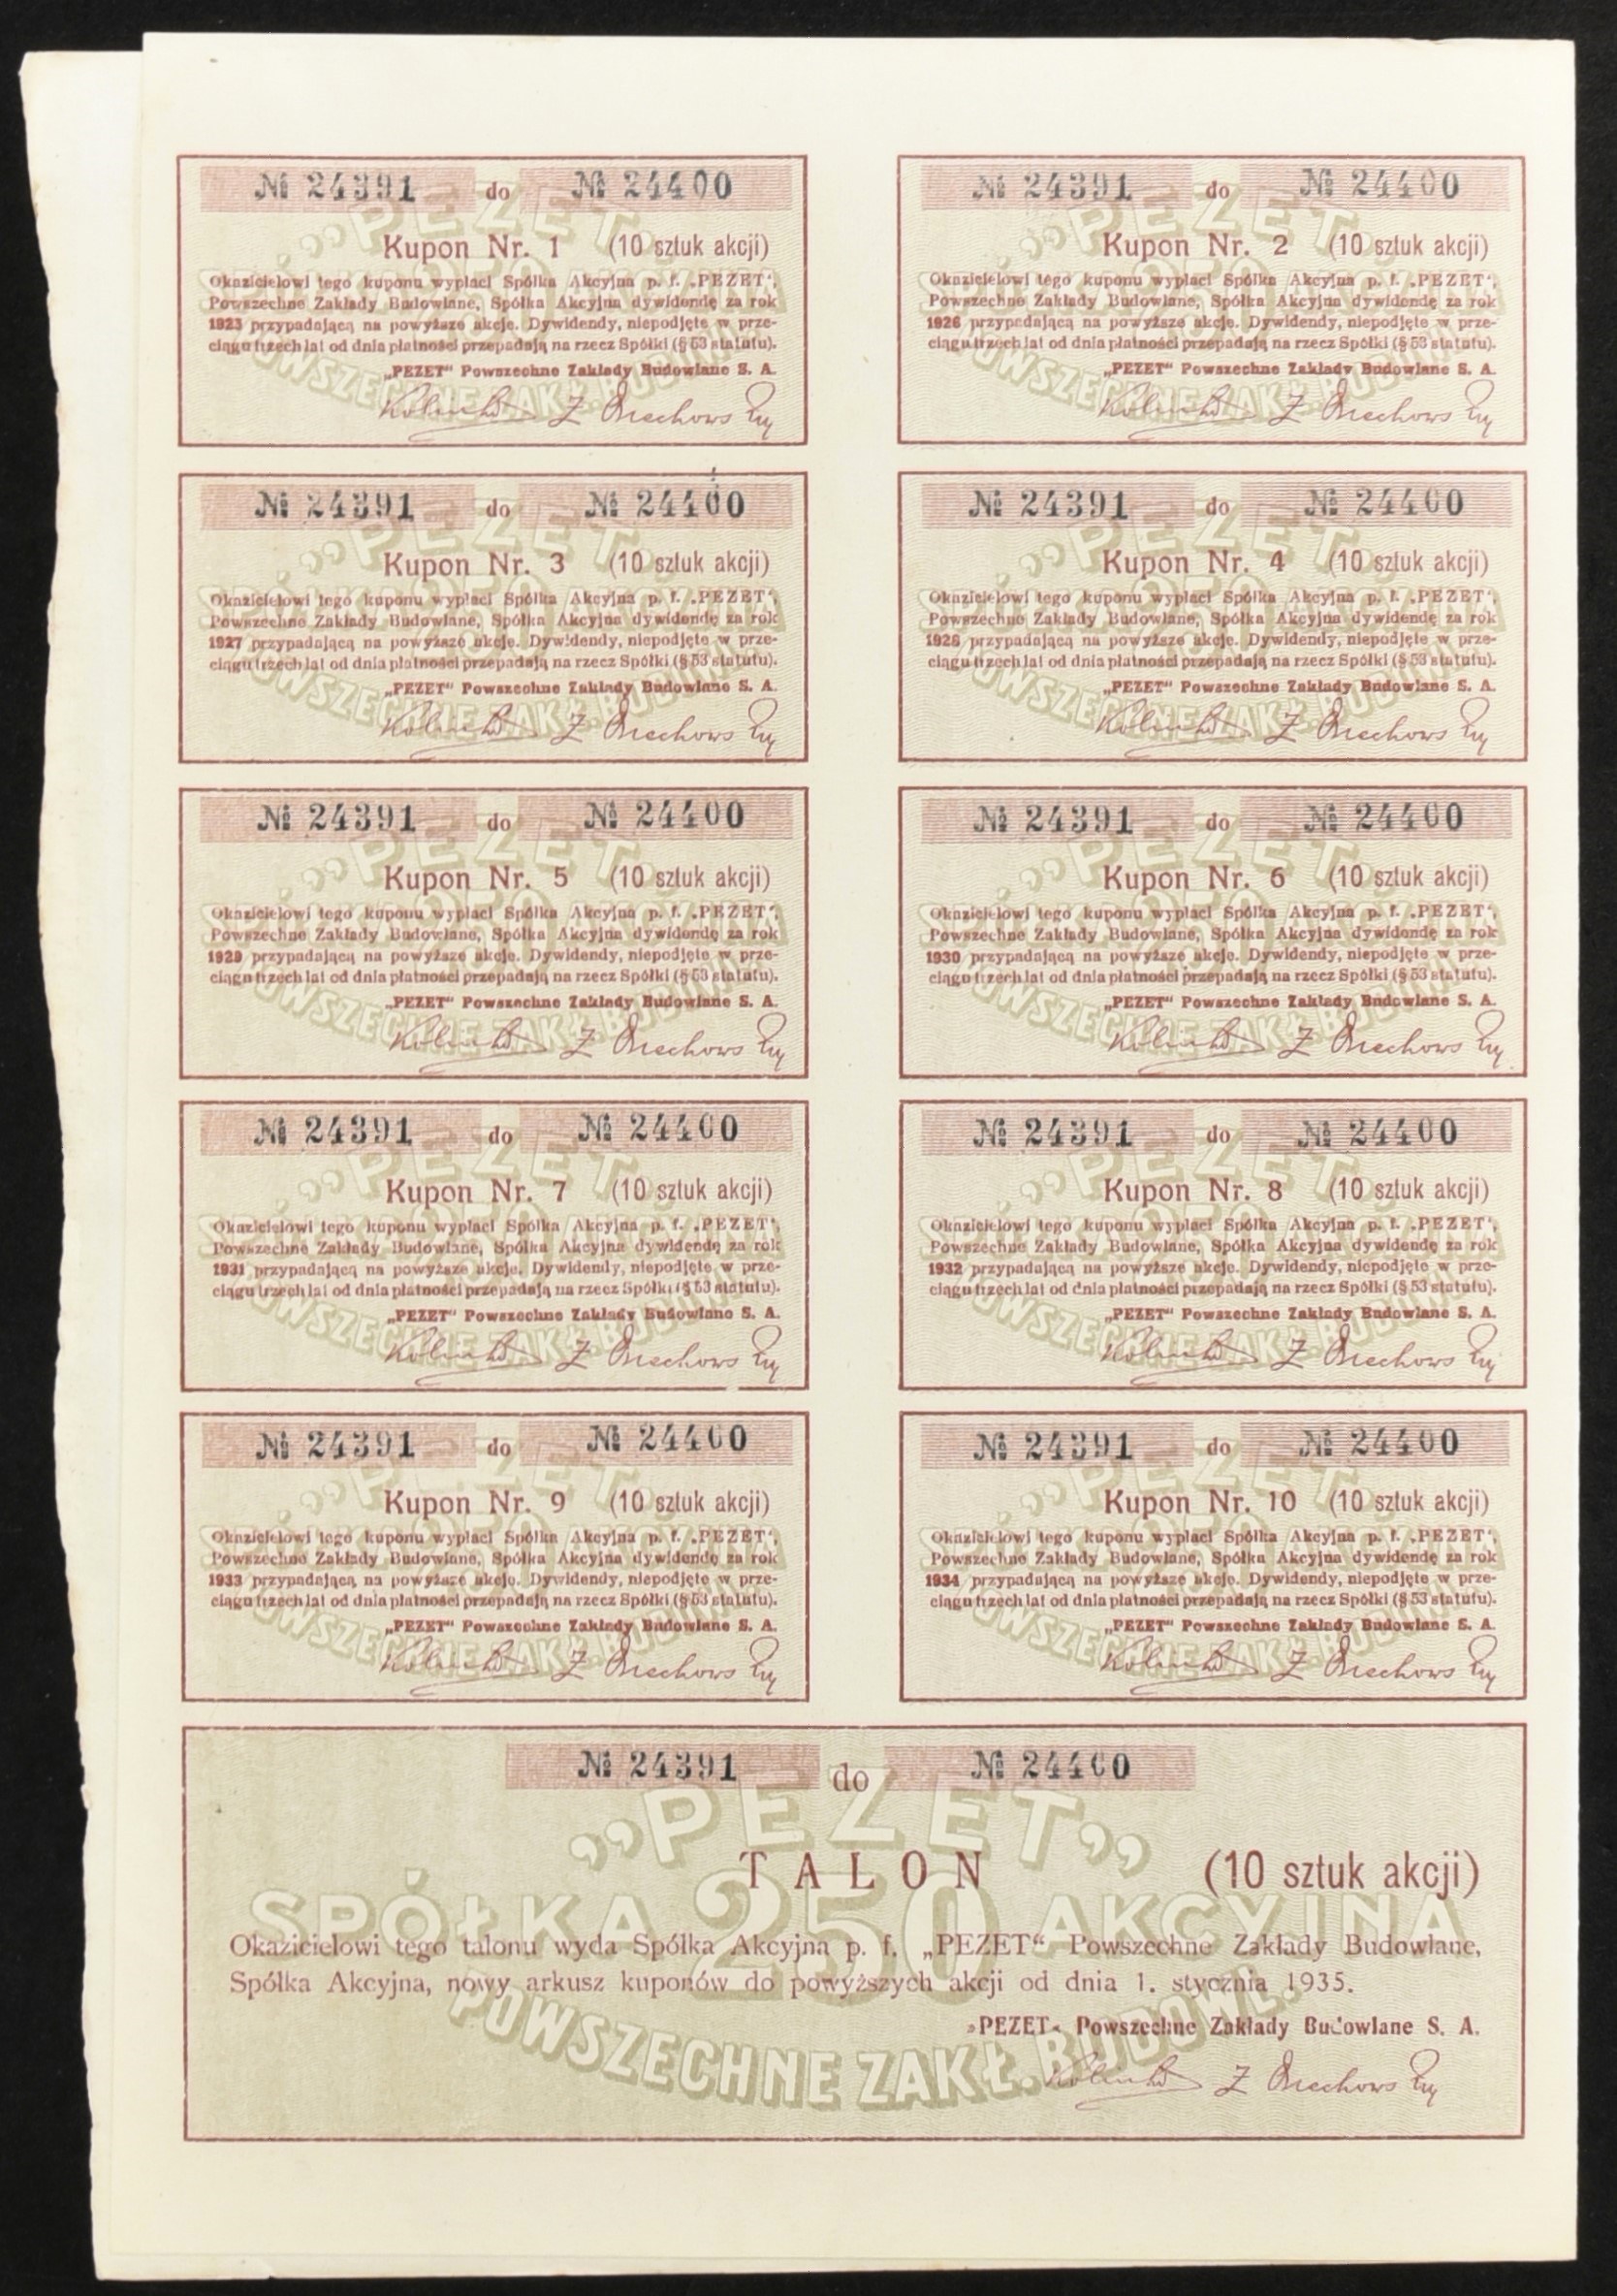 № 24391 do № 24400
Kupon Nr. 1 (10 sztuk akcji)
Okazicielowi tego kuponu wypłaci Spółka Akcyjna p. f. „PEZET“,
Powszechne Zakłady Budowlane, Spółka Akcyjna dywidendę za rok
przypadającą na powyższe akcje. Dywidendy, niepodjęte w prze-
ciągu trzech lat od dnia płatności przepadają na rzecz Spółki (§ 53 statutu).
„PEZET“ Powszechne Zakłady Budowlane S. A.
№ 24391 do № 24400
Kupon Nr. 2 (10 sztuk akcji)
Okazicielowi tego kuponu wypłaci Spółka Akcyjna p. f. „PEZET“,
Powszechne Zakłady Budowlane, Spółka Akcyjna dywidendę za rok
1926 przypadającą na powyższe akcje. Dywidendy, niepodjęte w prze-
ciągu trzech lat od dnia płatności przepadają na rzecz Spółki (§ 53 statutu).
„PEZET“ Powszechne Zakłady Budowlane S. A.
№ 24391 do № 24400
Kupon Nr. 3 (10 sztuk akcji)
Okazicielowi tego kuponu wypłaci Spółka Akcyjna p. f. „PEZET“,
Powszechne Zakłady Budowlane, Spółka Akcyjna dywidendę za rok
1927 przypadającą na powyższe akcje. Dywidendy, niepodjęte w prze-
ciągu trzech lat od dnia płatności przepadają na rzecz Spółki (§ 53 statutu).
„PEZET“ Powszechne Zakłady Budowlane S. A.
№ 24391 do № 24400
Kupon Nr. 4 (10 sztuk akcji)
Okazicielowi tego kuponu wypłaci Spółka Akcyjna p. f. „PEZET“,
Powszechne Zakłady Budowlane, Spółka Akcyjna dywidendę za rok
1928 przypadającą na powyższe akcje. Dywidendy, niepodjęte w prze-
ciągu trzech lat od dnia płatności przepadają na rzecz Spółki (§ 53 statutu).
„PEZET“ Powszechne Zakłady Budowlane S. A.
№ 24391 do № 24400
Kupon Nr. 5 (10 sztuk akcji)
Okazicielowi tego kuponu wypłaci Spółka Akcyjna p. f. „PEZET“,
Powszechne Zakłady Budowlane, Spółka Akcyjna dywidendę za rok
1929 przypadającą na powyższe akcje. Dywidendy, niepodjęte w prze-
ciągu trzech lat od dnia płatności przepadają na rzecz Spółki (§ 53 statutu).
„PEZET“ Powszechne Zakłady Budowlane S. A.
№ 24391 do № 24400
Kupon Nr. 6 (10 sztuk akcji)
Okazicielowi tego kuponu wypłaci Spółka Akcyjna p. f. „PEZET“,
Powszechne Zakłady Budowlane, Spółka Akcyjna dywidendę za rok
1930 przypadającą na powyższe akcje. Dywidendy, niepodjęte w prze-
ciągu trzech lat od dnia płatności przepadają na rzecz Spółki (§ 53 statutu).
„PEZET“ Powszechne Zakłady Budowlane S. A.
№ 24391 do № 24400
Kupon Nr. 7 (10 sztuk akcji)
Okazicielowi tego kuponu wypłaci Spółka Akcyjna p. f. „PEZET“,
Powszechne Zakłady Budowlane, Spółka Akcyjna dywidendę za rok
1931 przypadającą na powyższe akcje. Dywidendy, niepodjęte w prze-
ciągu trzech lat od dnia płatności przepadają na rzecz Spółki (§ 53 statutu).
„PEZET“ Powszechne Zakłady Budowlane S. A.
№ 24391 do № 24400
Kupon Nr. 8 (10 sztuk akcji)
Okazicielowi tego kuponu wypłaci Spółka Akcyjna p. f. „PEZET“,
Powszechne Zakłady Budowlane, Spółka Akcyjna dywidendę za rok
1932 przypadającą na powyższe akcje. Dywidendy, niepodjęte w prze-
ciągu trzech lat od dnia płatności przepadają na rzecz Spółki (§ 53 statutu).
„PEZET“ Powszechne Zakłady Budowlane S. A.
№ 24391 do № 24400
Kupon Nr. 9 (10 sztuk akcji)
Okazicielowi tego kuponu wypłaci Spółka Akcyjna p. f. „PEZET“,
Powszechne Zakłady Budowlane, Spółka Akcyjna dywidendę za rok
1933 przypadającą na powyższe akcje. Dywidendy, niepodjęte w prze-
ciągu trzech lat od dnia płatności przepadają na rzecz Spółki (§ 53 statutu).
„PEZET“ Powszechne Zakłady Budowlane S. A.
№ 24391 do № 24400
Kupon Nr. 10 (10 sztuk akcji)
Okazicielowi tego kuponu wypłaci Spółka Akcyjna p. f. „PEZET“,
Powszechne Zakłady Budowlane, Spółka Akcyjna dywidendę za rok
1934 przypadającą na powyższe akcje. Dywidendy, niepodjęte w prze-
ciągu trzech lat od dnia płatności przepadają na rzecz Spółki (§ 53 statutu).
„PEZET“ Powszechne Zakłady Budowlane S. A.
№ 24391 do № 24400
„PEZET„
TALON (10 sztuk akcji)
SPÓŁKA 250 AKCYJNA
Okazicielowi tego talonu wyda Spółka Akcyjna p. f. „PEZET“ Powszechne Zakłady Budowlane,
Spółka Akcyjna, nowy arkusz kuponów do powyższych akcji od dnia 1. stycznia 1935.
POWSZECHNE ZAKŁ. BUDOWL.
»PEZET« Powszechne Zakłady Budowlane S. A.